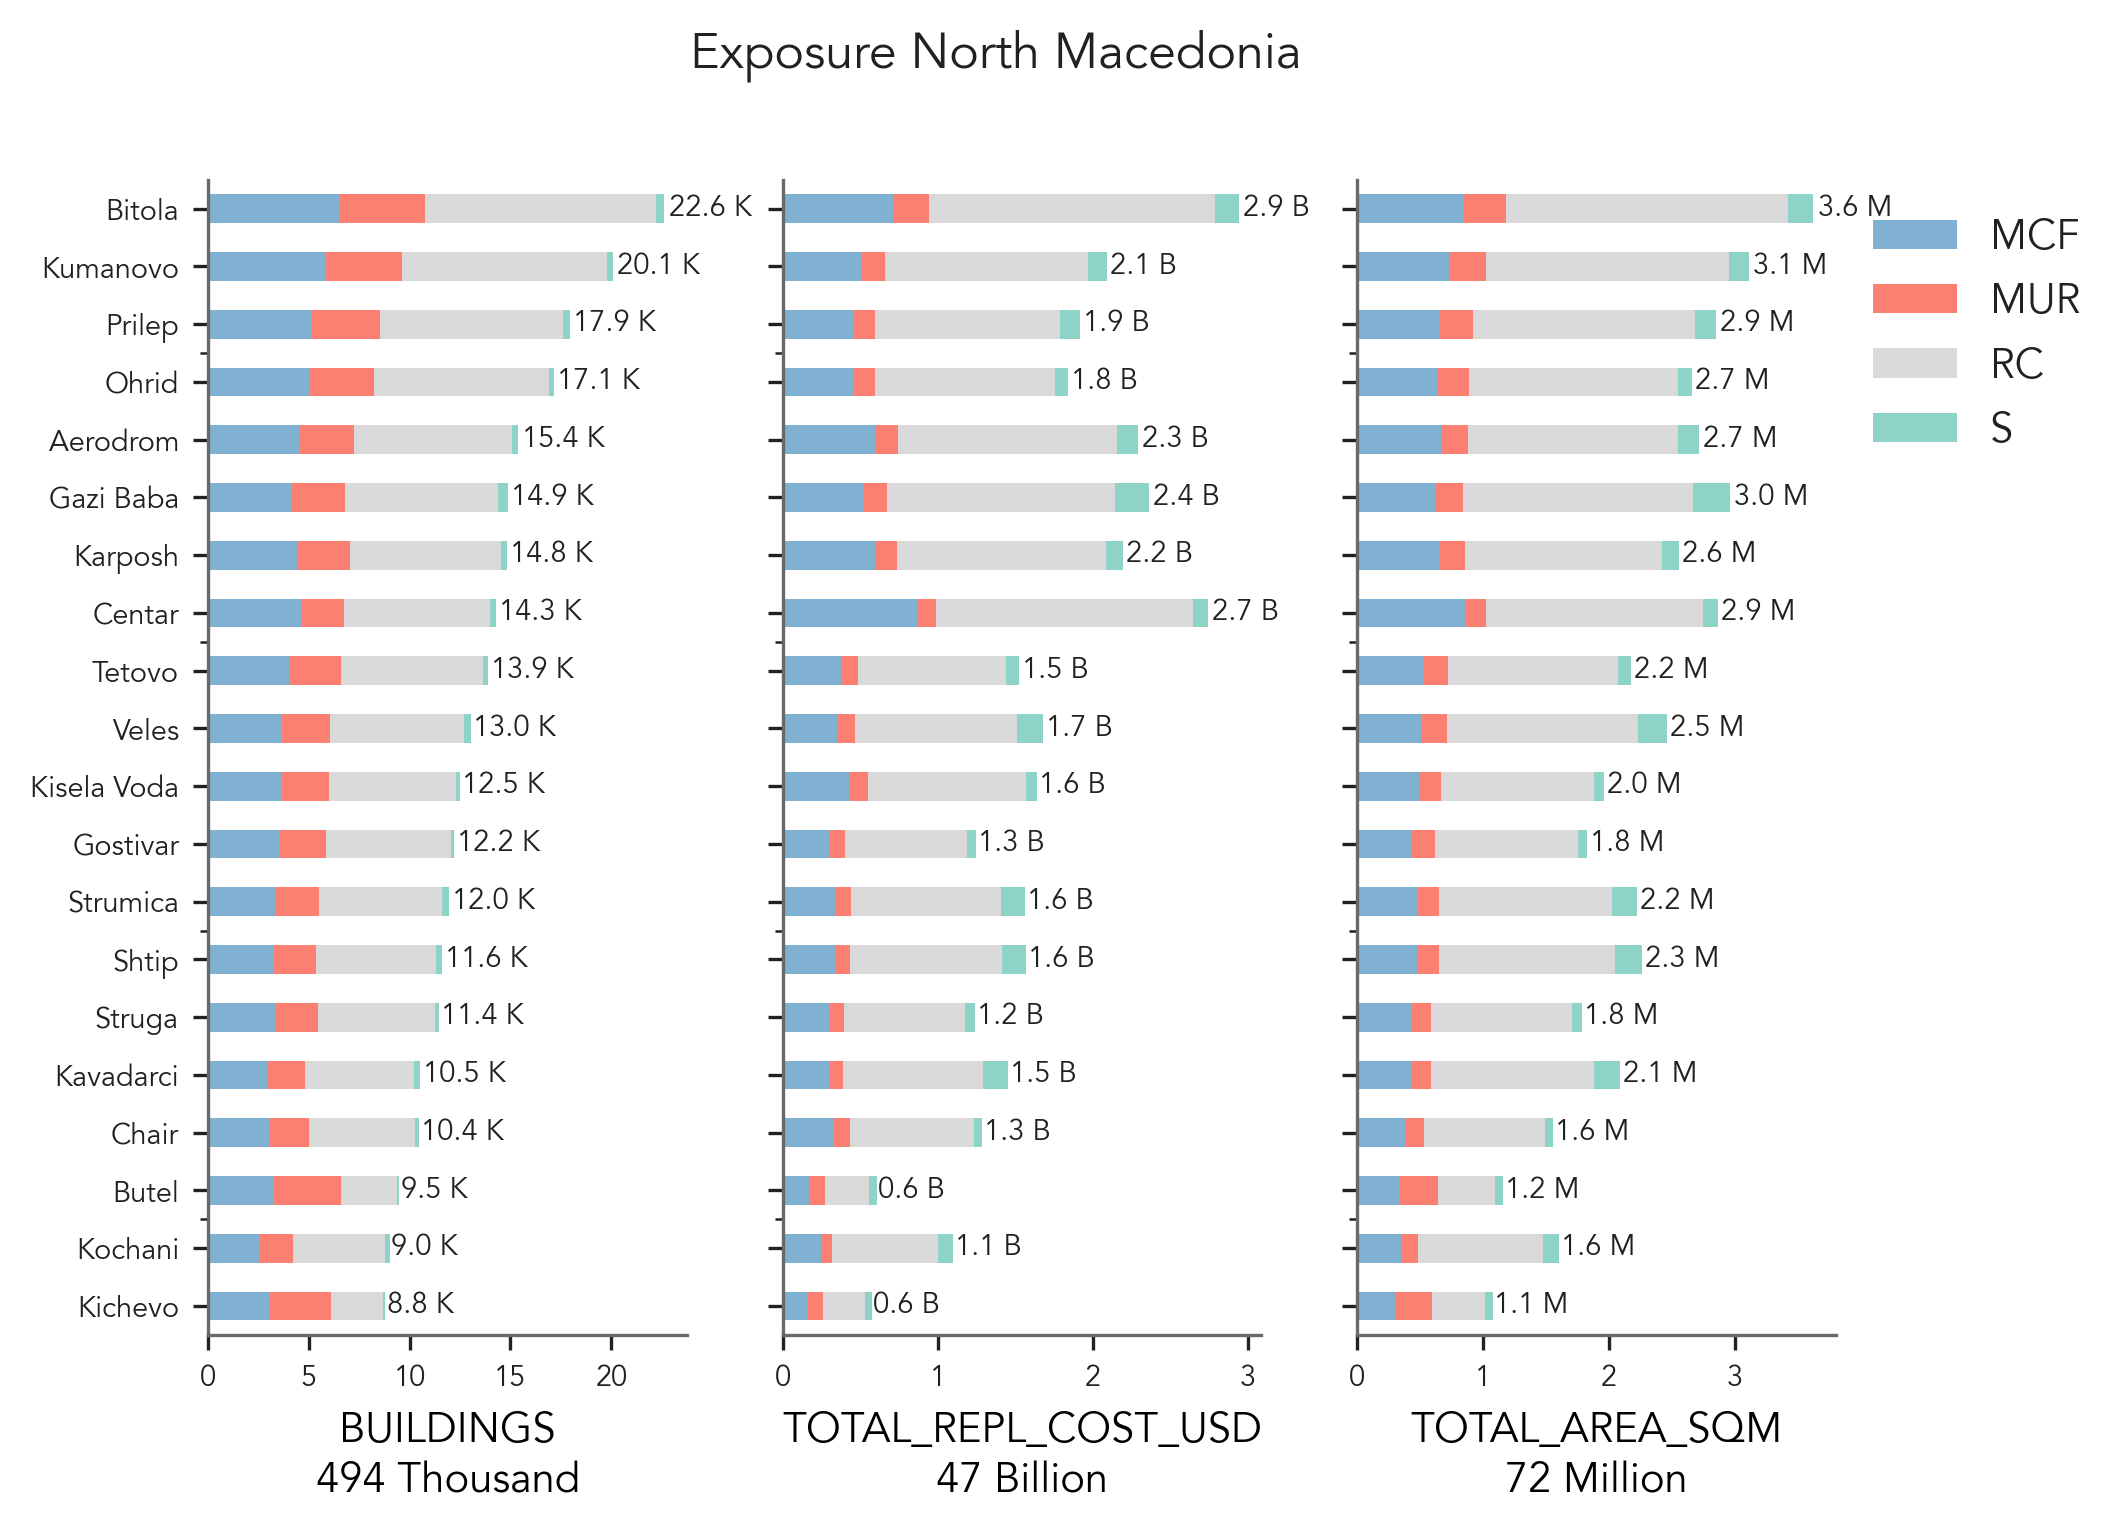 Exposure North Macedonia
Bitola 22.6 K 2.9 B 3.6 M
Kumanovo 20.1 K 2.1 B 3.1 M
Prilep 17.9 K 1.9 B 2.9 M
Ohrid 17.1 K 1.8 B 2.7 M
Aerodrom 15.4 K 2.3 B 2.7 M
Gazi Baba 14.9 K 2.4 B 3.0 M
Karposh 14.8 K 2.2 B 2.6 M
Centar 14.3 K 2.7 B 2.9 M
Tetovo 13.9 K 1.5 B 2.2 M
Veles 13.0 K 1.7 B 2.5 M
Kisela Voda 12.5 K 1.6 B 2.0 M
Gostivar 12.2 K 1.3 B 1.8 M
Strumica 12.0 K 1.6 B 2.2 M
Shtip 11.6 K 1.6 B 2.3 M
Struga 11.4 K 1.2 B 1.8 M
Kavadarci 10.5 K 1.5 B 2.1 M
Chair 10.4 K 1.3 B 1.6 M
Butel 9.5 K 0.6 B 1.2 M
Kochani 9.0 K 1.1 B 1.6 M
Kichevo 8.8 K 0.6 B 1.1 M
0 5 10 15 20
BUILDINGS
494 Thousand
0 1 2 3
TOTAL_REPL_COST_USD
47 Billion
0 1 2 3
TOTAL_AREA_SQM
72 Million
MCF
MUR
RC
S